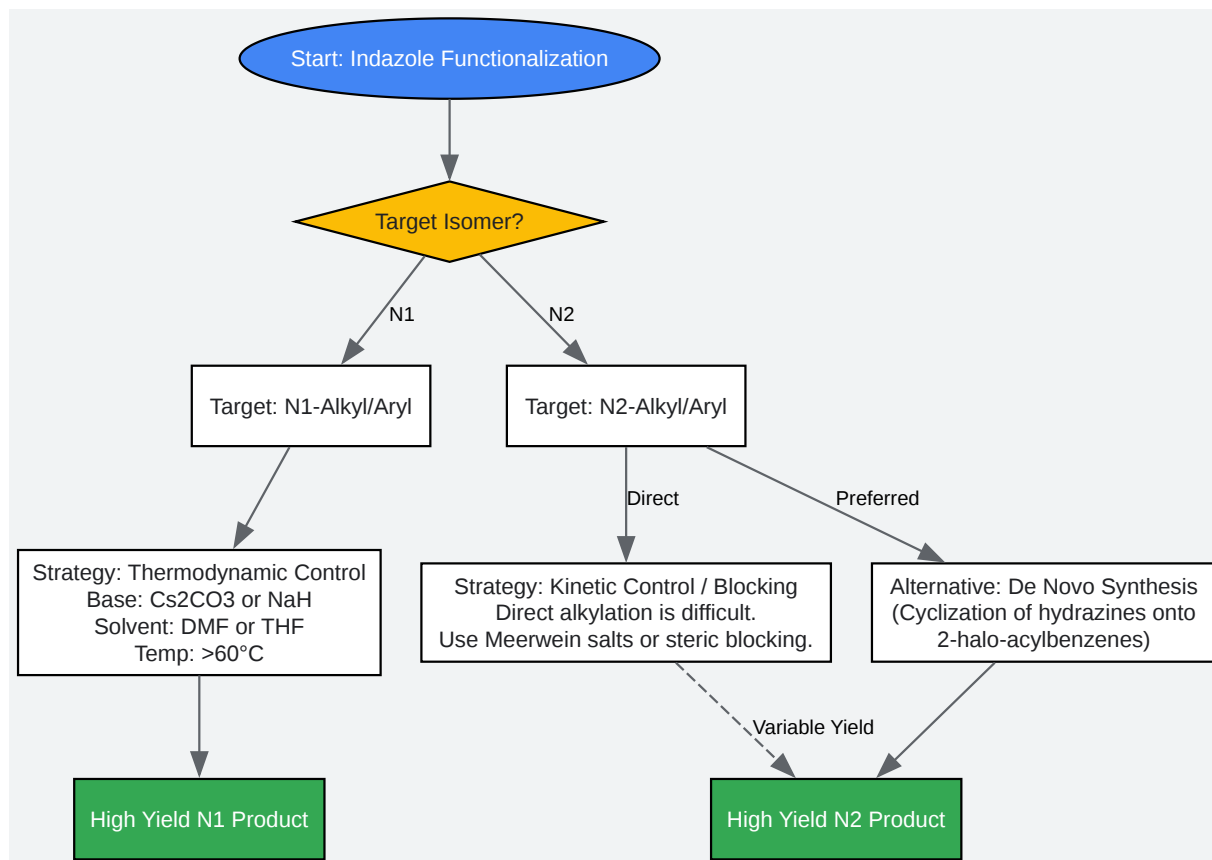 Start: Indazole Functionalization
Target Isomer?
N1
N2
Target: N1-Alkyl/Aryl
Target: N2-Alkyl/Aryl
Direct
Preferred
Strategy: Thermodynamic Control
Base: Cs2CO3 or NaH
Solvent: DMF or THF
Temp: >60°C
Strategy: Kinetic Control / Blocking
Direct alkylation is difficult.
Use Meerwein salts or steric blocking.
Alternative: De Novo Synthesis
(Cyclization of hydrazines onto
2-halo-acylbenzenes)
Variable Yield
High Yield N1 Product
High Yield N2 Product